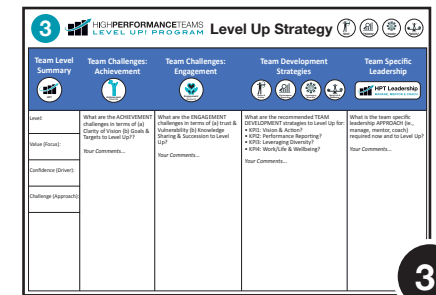 3
HIGHPERFORMANCETEAMS
LEVEL UP! PROGRAM
Level Up Strategy
Team Level
Summary
Team Challenges:
Achievement
Team Challenges:
Engagement
Team Development
Strategies
Team Specific
Leadership
HPT Leadership
MANAGE, MENTOR & COACH
Level:
Value (Focus):
Confidence (Driver):
Challenge (Approach):
What are the ACHIEVEMENT
challenges in terms of (a)
Clarity of Vision (b) Goals &
Targets to Level Up??
Your Comments...
What are the ENGAGEMENT
challenges in terms of (a) trust &
Vulnerability (b) Knowledge
Sharing & Succession to Level
Up?
Your Comments...
What are the recommended TEAM
DEVELOPMENT strategies to Level Up for:
• KPI1: Vision & Action?
• KPI2: Performance Reporting?
• KPI3: Leveraging Diversity?
• KPI4: Work/Life & Wellbeing?
Your Comments...
What is the team specific
leadership APPROACH (ie.,
manage, mentor, coach)
required now and to Level Up?
Your Comments...
3